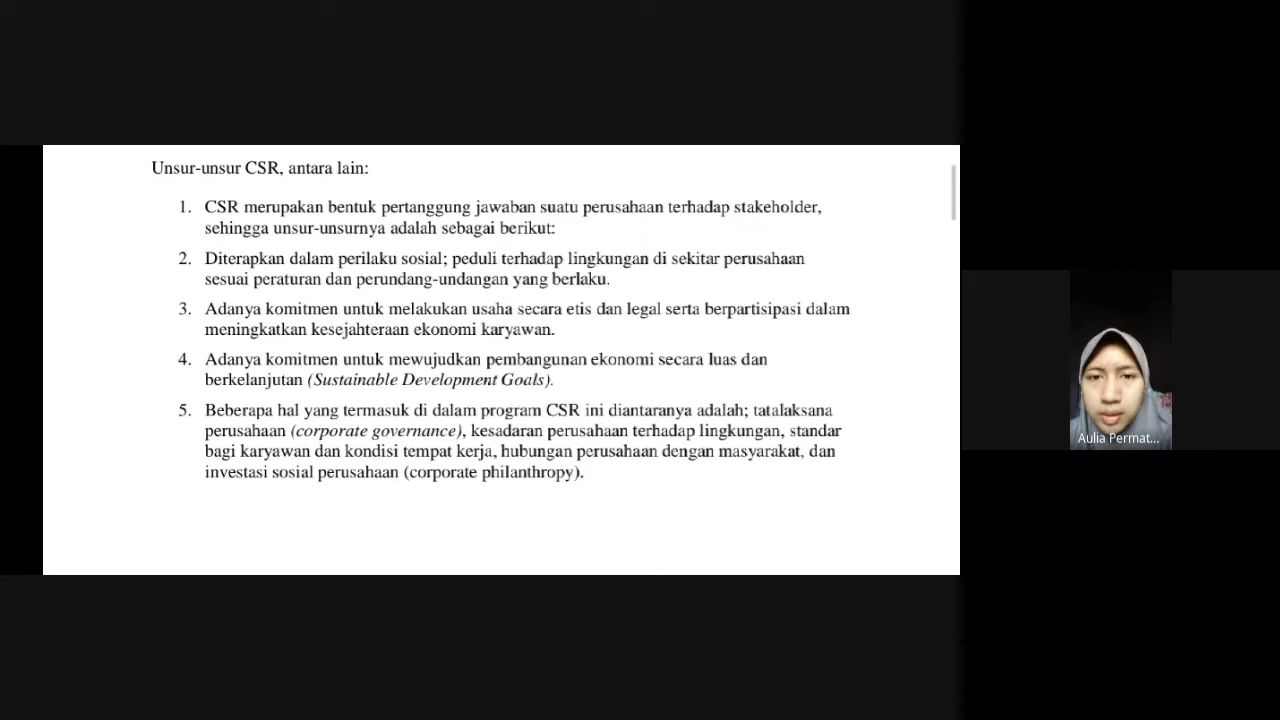 Unsur-unsur CSR, antara lain:
1. CSR merupakan bentuk pertanggung jawaban suatu perusahaan terhadap stakeholder,
sehingga unsur-unsurnya adalah sebagai berikut:
2. Diterapkan dalam perilaku sosial; peduli terhadap lingkungan di sekitar perusahaan
sesuai peraturan dan perundang-undangan yang berlaku.
3. Adanya komitmen untuk melakukan usaha secara etis dan legal serta berpartisipasi dalam
meningkatkan kesejahteraan ekonomi karyawan.
4. Adanya komitmen untuk mewujudkan pembangunan ekonomi secara luas dan
berkelanjutan (Sustainable Development Goals).
5. Beberapa hal yang termasuk di dalam program CSR ini diantaranya adalah; tatalaksana
perusahaan (corporate governance), kesadaran perusahaan terhadap lingkungan, standar
bagi karyawan dan kondisi tempat kerja, hubungan perusahaan dengan masyarakat, dan
investasi sosial perusahaan (corporate philanthropy).
Aulia Permat...